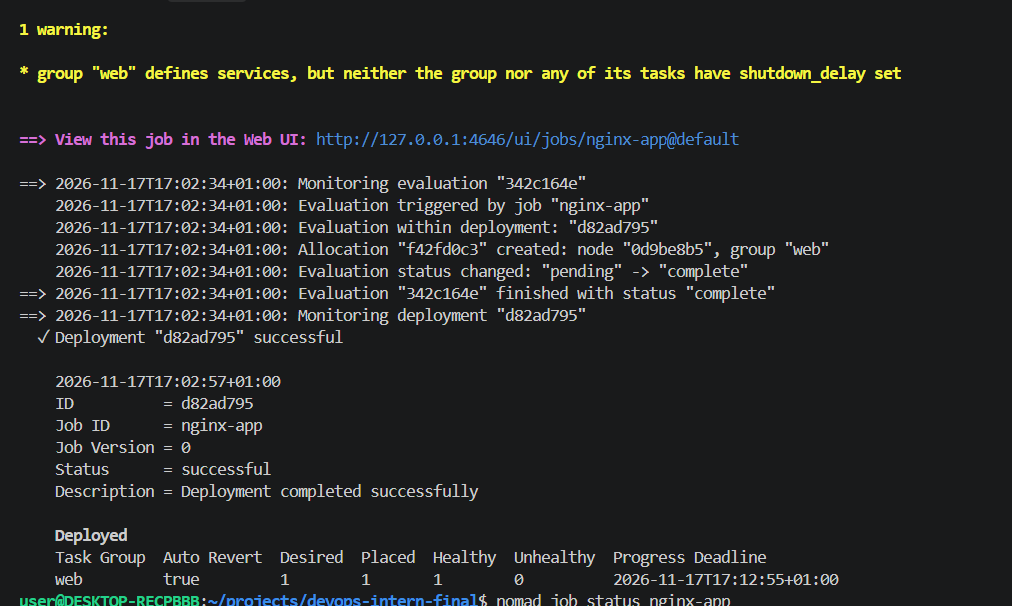 1 warning:
* group "web" defines services, but neither the group nor any of its tasks have shutdown_delay set
==> View this job in the Web UI: http://127.0.0.1:4646/ui/jobs/nginx-app@default
==> 2026-11-17T17:02:34+01:00: Monitoring evaluation "342c164e"
2026-11-17T17:02:34+01:00: Evaluation triggered by job "nginx-app"
2026-11-17T17:02:34+01:00: Evaluation within deployment: "d82ad795"
2026-11-17T17:02:34+01:00: Allocation "f42fd0c3" created: node "0d9be8b5", group "web"
2026-11-17T17:02:34+01:00: Evaluation status changed: "pending" -> "complete"
==> 2026-11-17T17:02:34+01:00: Evaluation "342c164e" finished with status "complete"
==> 2026-11-17T17:02:34+01:00: Monitoring deployment "d82ad795"
✓ Deployment "d82ad795" successful
2026-11-17T17:02:57+01:00
ID = d82ad795
Job ID = nginx-app
Job Version = 0
Status = successful
Description = Deployment completed successfully
Deployed
Task Group Auto Revert Desired Placed Healthy Unhealthy Progress Deadline
web true 1 1 1 0 2026-11-17T17:12:55+01:00
user@DESKTOP-RECPBBB:~/projects/devops-intern-final$ nomad job status nginx-app